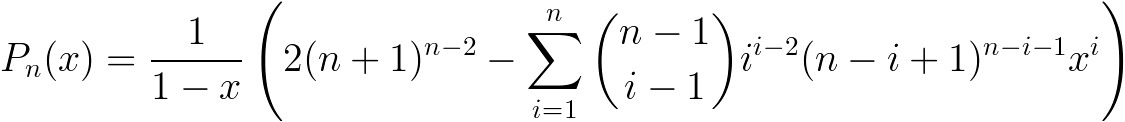 P_n(x) = \frac{1}{1-x} \left( 2(n+1)^{n-2} - \sum_{i=1}^{n} \binom{n-1}{i-1} i^{i-2} (n-i+1)^{n-i-1} x^i \right)